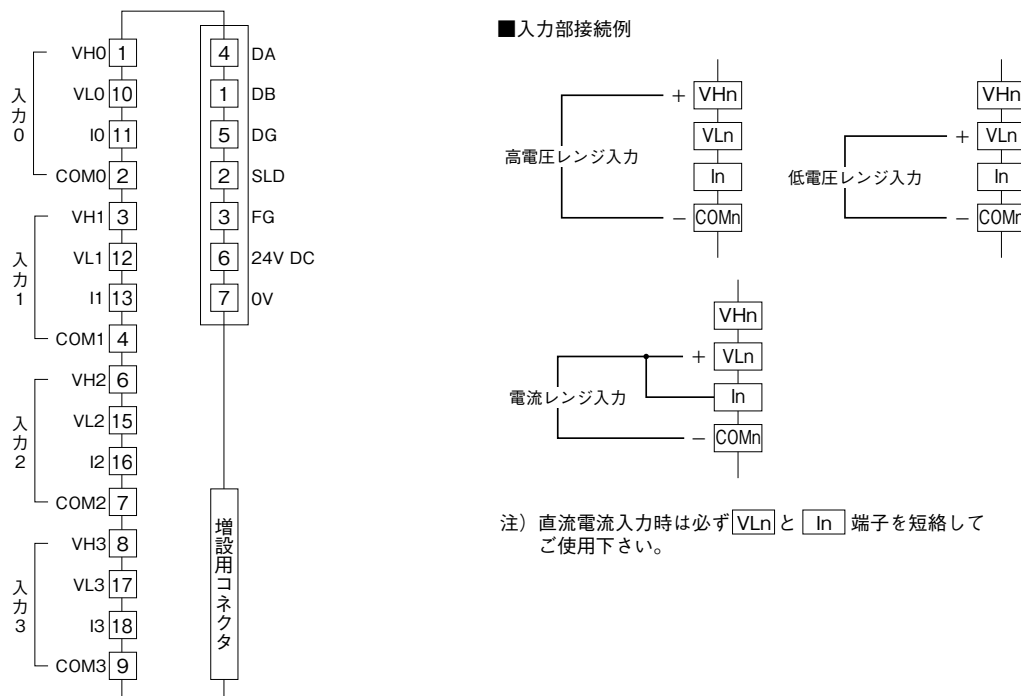 入力0
VH0 1
VL0 10
I0 11
COM0 2
入力1
VH1 3
VL1 12
I1 13
COM1 4
入力2
VH2 6
VL2 15
I2 16
COM2 7
入力3
VH3 8
VL3 17
I3 18
COM3 9
4 DA
1 DB
5 DG
2 SLD
3 FG
6 24V DC
7 0V
増設用コネクタ
■入力部接続例
高電圧レンジ入力
+ VHn
VLn
In
− COMn
低電圧レンジ入力
VHn
+ VLn
In
− COMn
電流レンジ入力
VHn
+ VLn
In
− COMn
注）直流電流入力時は必ず VLn と In 端子を短絡して
ご使用下さい。